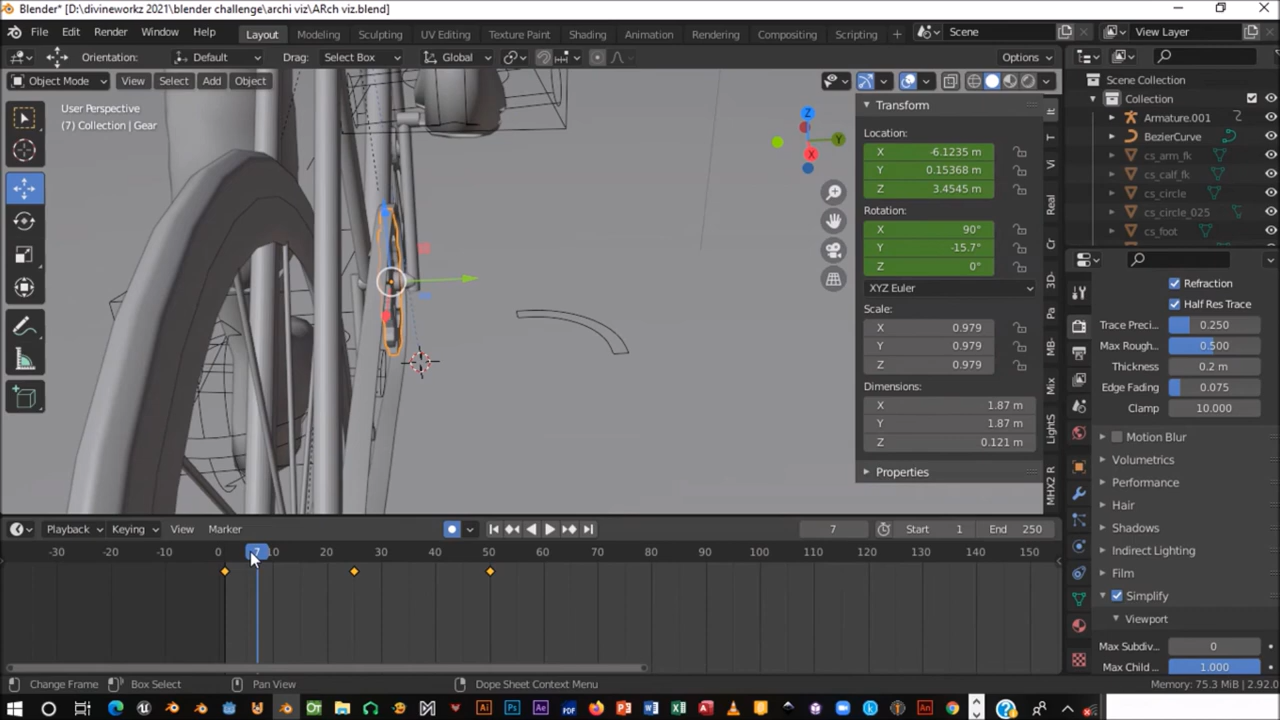 Blender* [D:\divineworkz 2021\blender challenge\archi viz\ARch viz.blend]
File Edit Render Window Help Layout Modeling Sculpting UV Editing Texture Paint Shading Animation Rendering Compositing Scripting + Scene View Layer
Orientation: Default Drag: Select Box Global Options
Object Mode View Select Add Object
User Perspective
(7) Collection | Gear
Z
Y
X
Transform
Location:
X -6.1235 m
Y 0.15368 m
Z 3.4545 m
Rotation:
X 90°
Y -15.7°
Z 0°
XYZ Euler
Scale:
X 0.979
Y 0.979
Z 0.979
Dimensions:
X 1.87 m
Y 1.87 m
Z 0.121 m
Properties
T
Vi
Real
Cr
3D-
Pa
MB-
Mix
LightS
MHX2 R
Scene Collection
Collection
Armature.001
BezierCurve
cs_arm_fk
cs_calf_fk
cs_circle
cs_circle_025
cs_foot
Refraction
Half Res Trace
Trace Preci... 0.250
Max Rough... 0.500
Thickness 0.2 m
Edge Fading 0.075
Clamp 10.000
Motion Blur
Volumetrics
Performance
Hair
Shadows
Indirect Lighting
Film
Simplify
Viewport
Max Subdiv... 0
Max Child ... 1.000
Playback Keying View Marker 7 Start 1 End 250
-30 -20 -10 0 7 10 20 30 40 50 60 70 80 90 100 110 120 130 140 150
Change Frame Box Select Pan View Dope Sheet Context Menu Memory: 75.3 MiB | 2.92.0